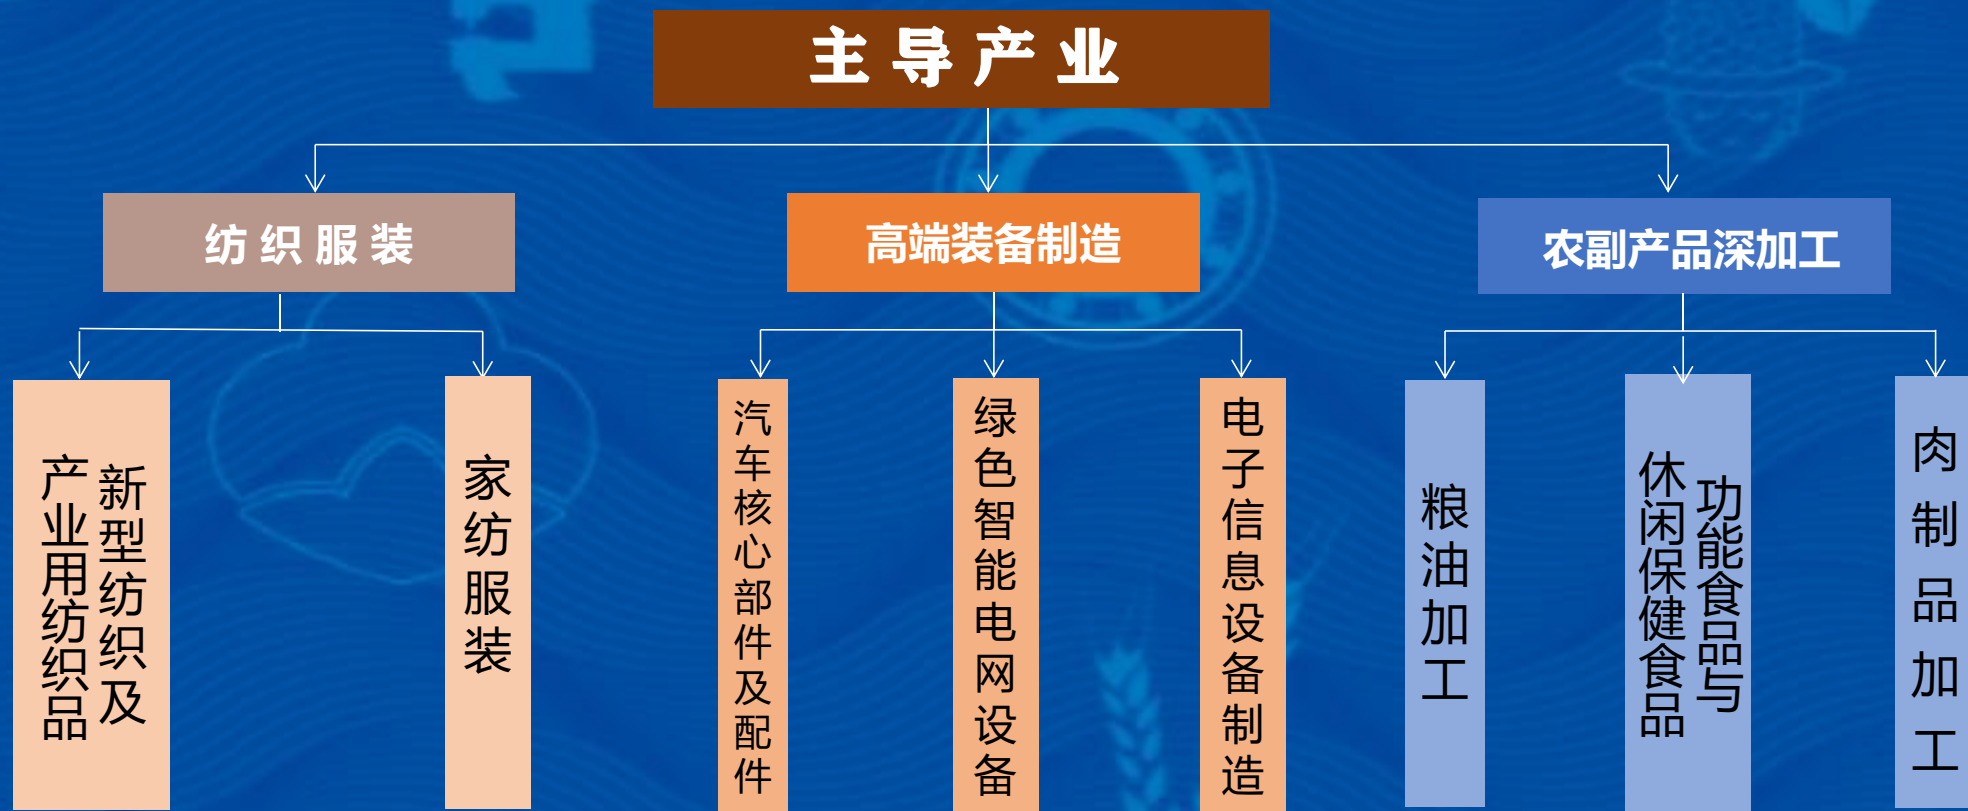 主导产业
纺织服装
高端装备制造
农副产品深加工
新型纺织及
产业用纺织品
家纺服装
汽车核心部件及配件
绿色智能电网设备
电子信息设备制造
粮油加工
功能食品与
休闲保健食品
肉制品加工